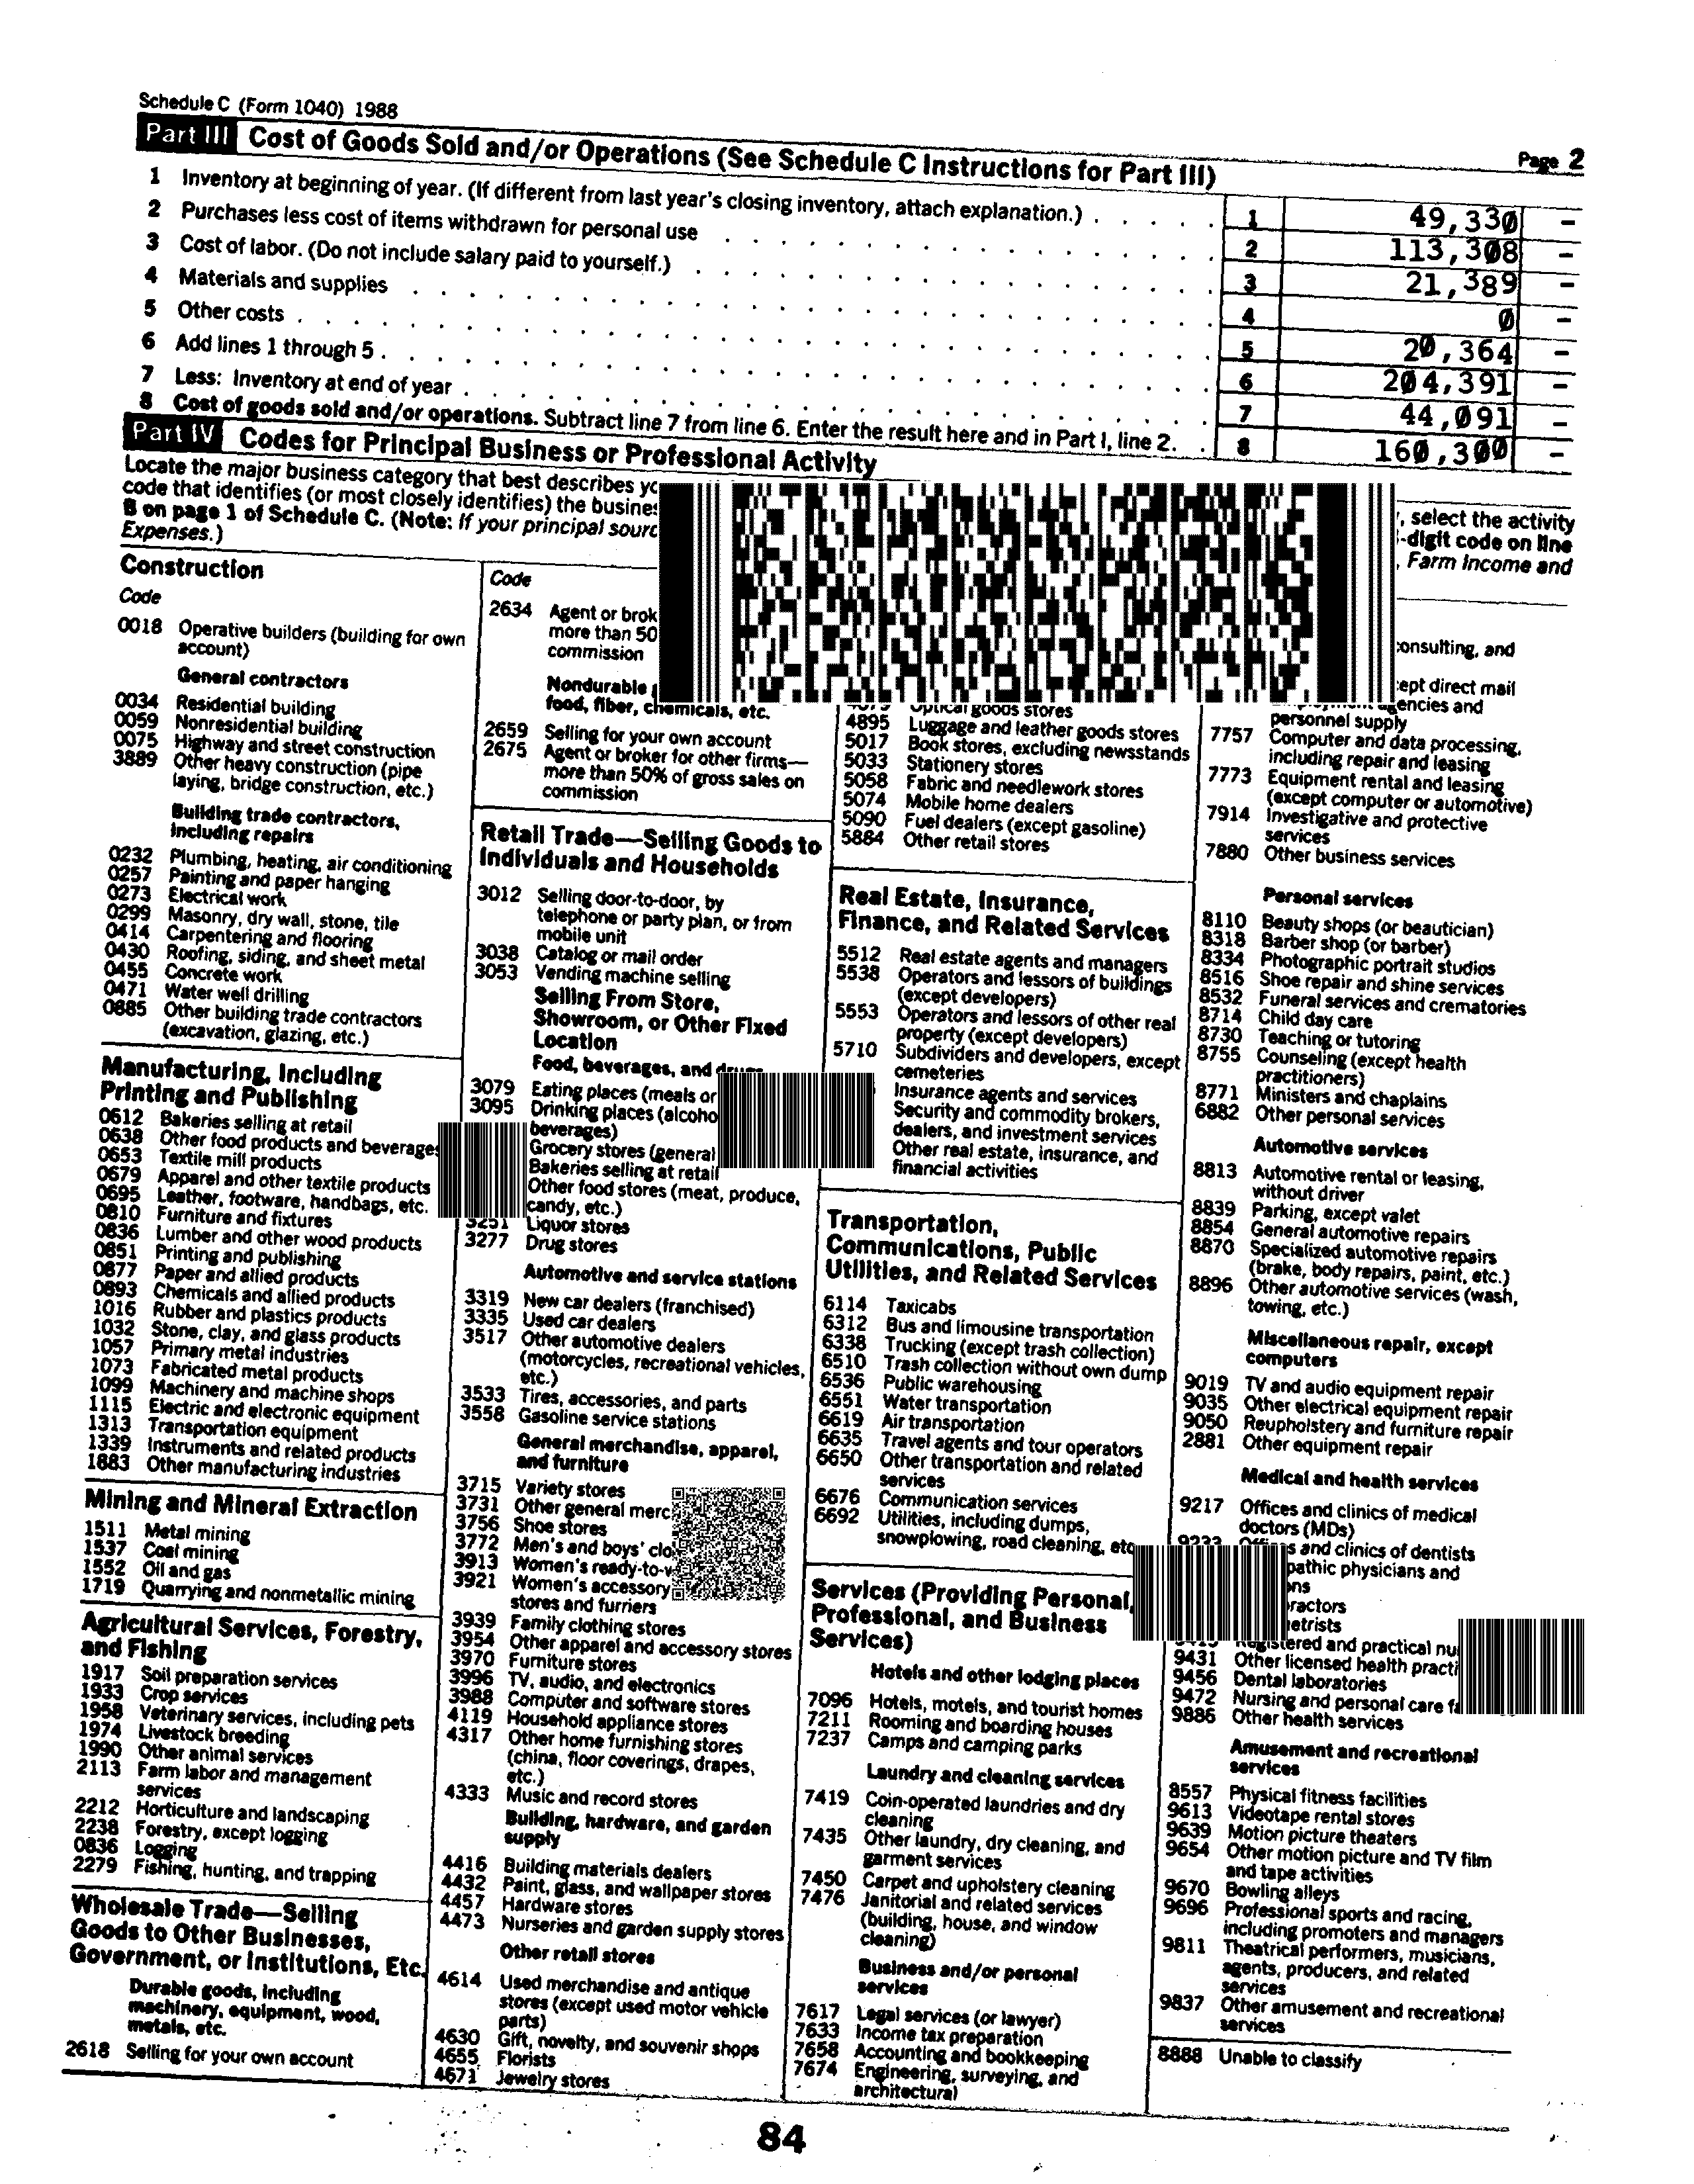 Schedule C (Form 1040) 1988
Page 2
Part III Cost of Goods Sold and/or Operations (See Schedule C Instructions for Part III)
1 Inventory at beginning of year. (If different from last year's closing inventory, attach explanation.) 1 49,330 –
2 Purchases less cost of items withdrawn for personal use 2 113,308 –
3 Cost of labor. (Do not include salary paid to yourself.) 3 21,389 –
4 Materials and supplies 4 0 –
5 Other costs 5 20,364 –
6 Add lines 1 through 5 6 204,391 –
7 Less: Inventory at end of year 7 44,091 –
8 Cost of goods sold and/or operations. Subtract line 7 from line 6. Enter the result here and in Part I, line 2. 8 160,300 –
Part IV Codes for Principal Business or Professional Activity
Locate the major business category that best describes
, select the activity
code that identifies (or most closely identifies) the
-digit code on line
B on page 1 of Schedule C. (Note: If your principal
, Farm Income and
Expenses.)
Construction
Code
0018 Operative builders (building for own
account)
General contractors
0034 Residential building
0059 Nonresidential building
0075 Highway and street construction
3889 Other heavy construction (pipe
laying, bridge construction, etc.)
Building trade contractors,
including repairs
0232 Plumbing, heating, air conditioning
0257 Painting and paper hanging
0273 Electrical work
0299 Masonry, dry wall, stone, tile
0414 Carpentering and flooring
0430 Roofing, siding, and sheet metal
0455 Concrete work
0471 Water well drilling
0885 Other building trade contractors
(excavation, glazing, etc.)
Manufacturing, Including
Printing and Publishing
0612 Bakeries selling at retail
0638 Other food products and beverages
0653 Textile mill products
0679 Apparel and other textile products
0695 Leather, footware, handbags, etc.
0810 Furniture and fixtures
0836 Lumber and other wood products
0851 Printing and publishing
0877 Paper and allied products
0893 Chemicals and allied products
1016 Rubber and plastics products
1032 Stone, clay, and glass products
1057 Primary metal industries
1073 Fabricated metal products
1099 Machinery and machine shops
1115 Electric and electronic equipment
1313 Transportation equipment
1339 Instruments and related products
1883 Other manufacturing industries
Mining and Mineral Extraction
1511 Metal mining
1537 Coal mining
1552 Oil and gas
1719 Quarrying and nonmetallic mining
Agricultural Services, Forestry,
and Fishing
1917 Soil preparation services
1933 Crop services
1958 Veterinary services, including pets
1974 Livestock breeding
1990 Other animal services
2113 Farm labor and management
services
2212 Horticulture and landscaping
2238 Forestry, except logging
0836 Logging
2279 Fishing, hunting, and trapping
Wholesale Trade—Selling
Goods to Other Businesses,
Government, or Institutions, Etc.
Durable goods, including
machinery, equipment, wood,
metals, etc.
2618 Selling for your own account
Code
2634 Agent or
more than 50
commission
Nondurable
food, fiber, chemicals, etc.
2659 Selling for your own account
2675 Agent or broker for other firms—
more than 50% of gross sales on
commission
Retail Trade—Selling Goods to
Individuals and Households
3012 Selling door-to-door, by
telephone or party plan, or from
mobile unit
3038 Catalog or mail order
3053 Vending machine selling
Selling From Store,
Showroom, or Other Fixed
Location
Food, beverages, and drugs
3079 Eating places (meals or
3095 Drinking places
beverages)
Grocery stores (general
Bakeries selling at retail
Other food stores (meat, produce,
candy, etc.)
3251 Liquor stores
3277 Drug stores
Automotive and service stations
3319 New car dealers (franchised)
3335 Used car dealers
3517 Other automotive dealers
(motorcycles, recreational vehicles,
etc.)
3533 Tires, accessories, and parts
3558 Gasoline service stations
General merchandise, apparel,
and furniture
3715 Variety stores
3731 Other general
3756 Shoe stores
3772 Men's and boys'
3913 Women's
3921 Women's accessory
stores and furriers
3939 Family clothing stores
3954 Other apparel and accessory stores
3970 Furniture stores
3996 TV, audio, and electronics
3988 Computer and software stores
4119 Household appliance stores
4317 Other home furnishing stores
(china, floor coverings, drapes,
etc.)
4333 Music and record stores
Building, hardware, and garden
supply
4416 Building materials dealers
4432 Paint, glass, and wallpaper stores
4457 Hardware stores
4473 Nurseries and garden supply stores
Other retail stores
4614 Used merchandise and antique
stores (except used motor vehicle
parts)
4630 Gift, novelty, and souvenir shops
4655 Florists
4671 Jewelry stores
Optical goods stores
4895 Luggage and leather goods stores
5017 Book stores, excluding newsstands
5033 Stationery stores
5058 Fabric and needlework stores
5074 Mobile home dealers
5090 Fuel dealers (except gasoline)
5884 Other retail stores
Real Estate, Insurance,
Finance, and Related Services
5512 Real estate agents and managers
5538 Operators and lessors of buildings
(except developers)
5553 Operators and lessors of other real
property (except developers)
5710 Subdividers and developers, except
cemeteries
Insurance agents and services
Security and commodity brokers,
dealers, and investment services
Other real estate, insurance, and
financial activities
Transportation,
Communications, Public
Utilities, and Related Services
6114 Taxicabs
6312 Bus and limousine transportation
6338 Trucking (except trash collection)
6510 Trash collection without own dump
6536 Public warehousing
6551 Water transportation
6619 Air transportation
6635 Travel agents and tour operators
6650 Other transportation and related
services
6676 Communication services
6692 Utilities, including dumps,
snowplowing, road cleaning, etc
Services (Providing Personal,
Professional, and Business
Services)
Hotels and other lodging places
7096 Hotels, motels, and tourist homes
7211 Rooming and boarding houses
7237 Camps and camping parks
Laundry and cleaning services
7419 Coin-operated laundries and dry
cleaning
7435 Other laundry, dry cleaning, and
garment services
7450 Carpet and upholstery cleaning
7476 Janitorial and related services
(building, house, and window
cleaning)
Business and/or personal
services
7617 Legal services (or lawyer)
7633 Income tax preparation
7658 Accounting and bookkeeping
7674 Engineering, surveying, and
architectural
consulting, and
direct mail
agencies and
personnel supply
7757 Computer and data processing,
including repair and leasing
7773 Equipment rental and leasing
(except computer or automotive)
7914 Investigative and protective
services
7880 Other business services
Personal services
8110 Beauty shops (or beautician)
8318 Barber shop (or barber)
8334 Photographic portrait studios
8516 Shoe repair and shine services
8532 Funeral services and crematories
8714 Child day care
8730 Teaching or tutoring
8755 Counseling (except health
practitioners)
8771 Ministers and chaplains
6882 Other personal services
Automotive services
8813 Automotive rental or leasing,
without driver
8839 Parking, except valet
8854 General automotive repairs
8870 Specialized automotive repairs
(brake, body repairs, paint, etc.)
8896 Other automotive services (wash,
towing, etc.)
Miscellaneous repair, except
computers
9019 TV and audio equipment repair
9035 Other electrical equipment repair
9050 Reupholstery and furniture repair
2881 Other equipment repair
Medical and health services
9217 Offices and clinics of medical
doctors (MDs)
9233 Offices and clinics of dentists
physicians and
Registered and practical
9431 Other licensed health
9456 Dental laboratories
9472 Nursing and personal care
9886 Other health services
Amusement and recreational
services
8557 Physical fitness facilities
9613 Videotape rental stores
9639 Motion picture theaters
9654 Other motion picture and TV film
and tape activities
9670 Bowling alleys
9696 Professional sports and racing,
including promoters and managers
9811 Theatrical performers, musicians,
agents, producers, and related
services
9837 Other amusement and recreational
services
8888 Unable to classify
84